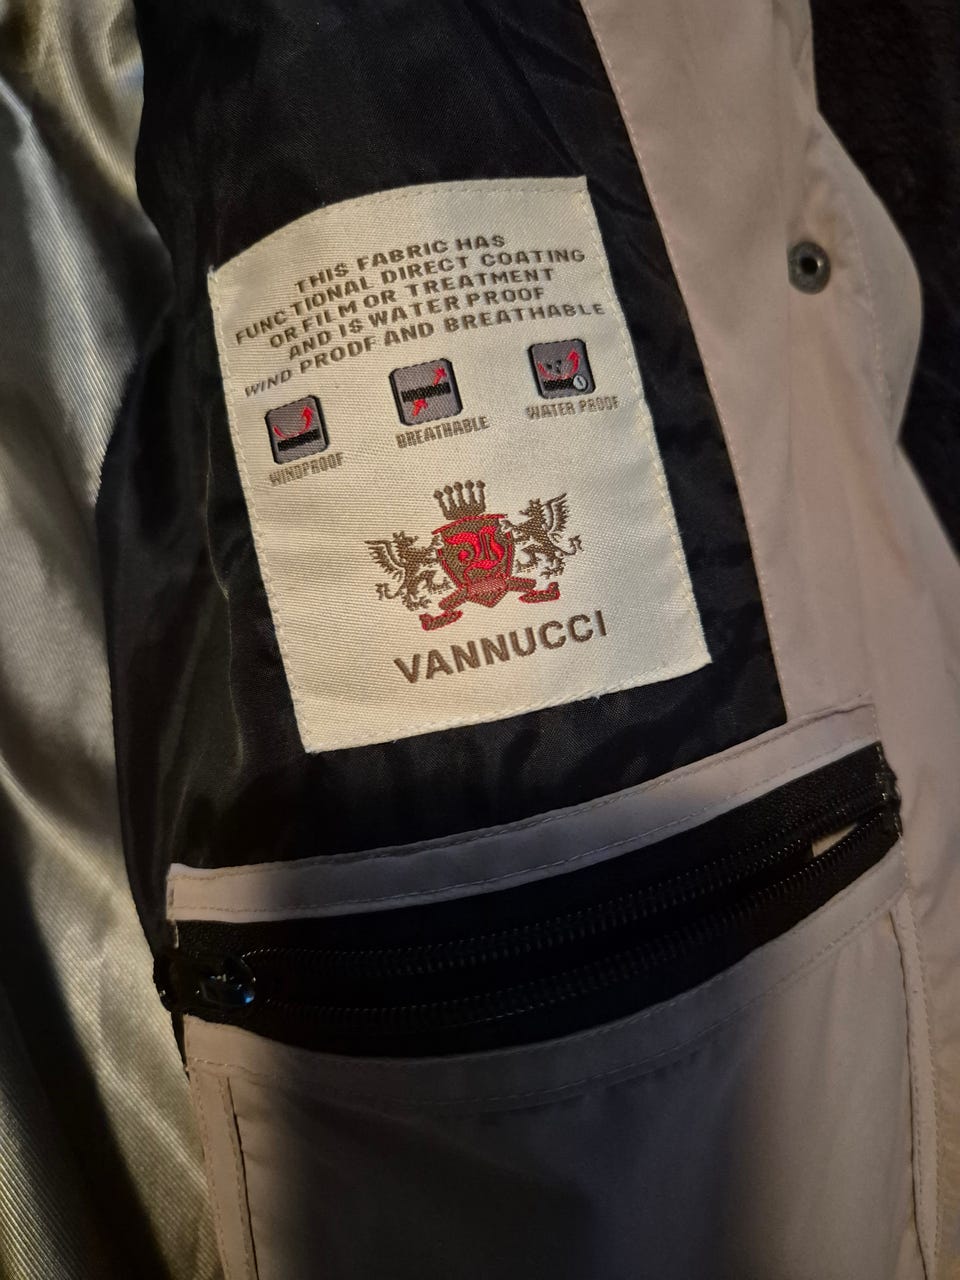 THIS FABRIC HAS
FUNCTIONAL DIRECT COATING
OR FILM OR TREATMENT
AND IS WATER PROOF
WIND PROOF AND BREATHABLE
WINDPROOF
BREATHABLE
WATER PROOF
VANNUCCI